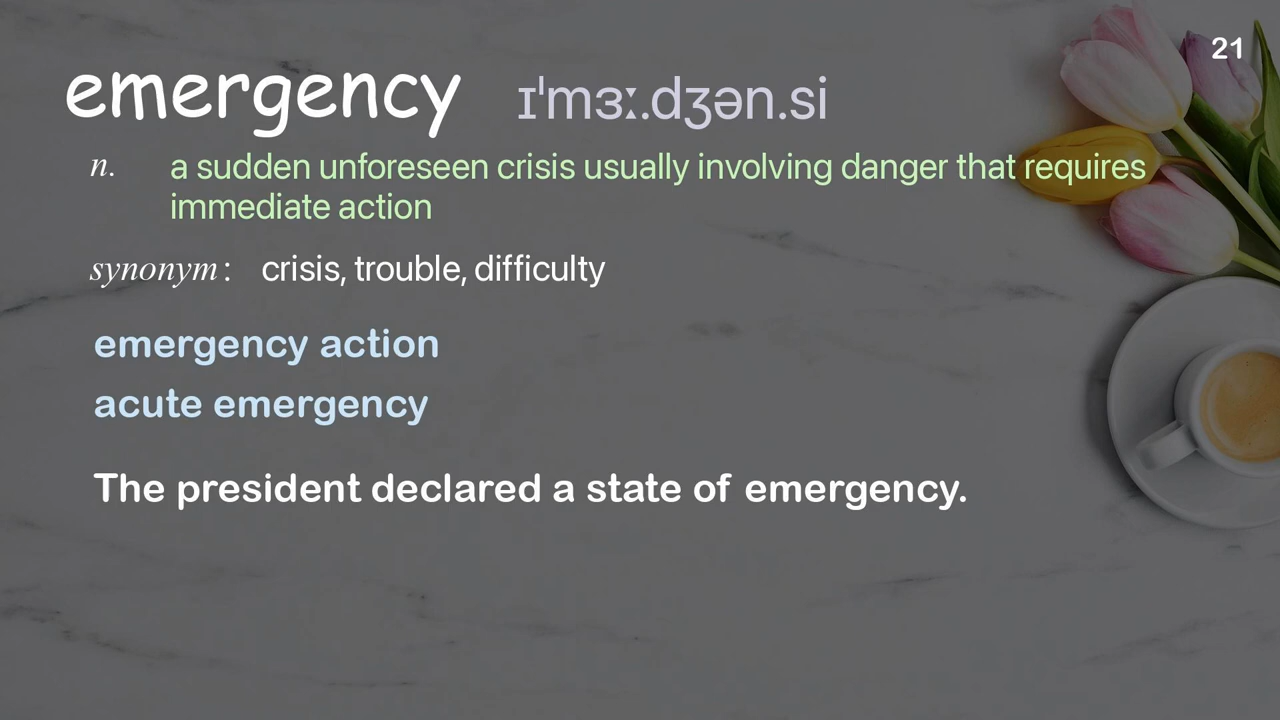 21
emergency ɪˈmɜː.dʒən.si
n. a sudden unforeseen crisis usually involving danger that requires
immediate action
synonym: crisis, trouble, difficulty
emergency action
acute emergency
The president declared a state of emergency.